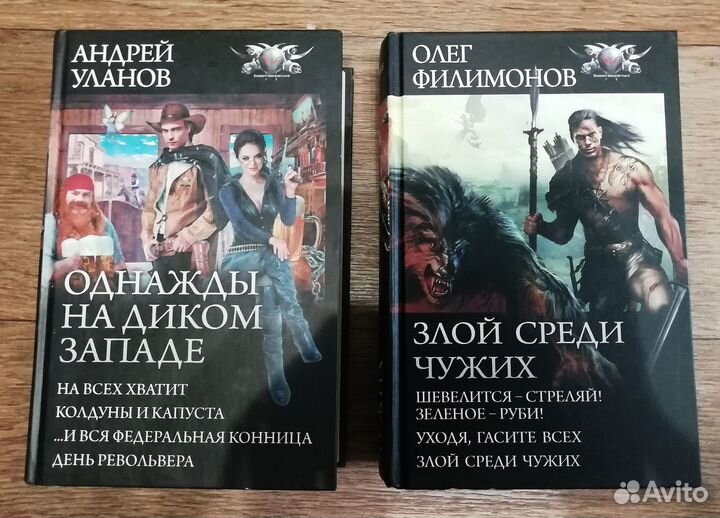 АНДРЕЙ
УЛАНОВ
ОДНАЖДЫ
НА ДИКОМ
ЗАПАДЕ
НА ВСЕХ ХВАТИТ
КОЛДУНЫ И КАПУСТА
...И ВСЯ ФЕДЕРАЛЬНАЯ КОННИЦА
ДЕНЬ РЕВОЛЬВЕРА
ОЛЕГ
ФИЛИМОНОВ
ЗЛОЙ СРЕДИ
ЧУЖИХ
ШЕВЕЛИТСЯ – СТРЕЛЯЙ!
ЗЕЛЕНОЕ – РУБИ!
УХОДЯ, ГАСИТЕ ВСЕХ
ЗЛОЙ СРЕДИ ЧУЖИХ
Avito